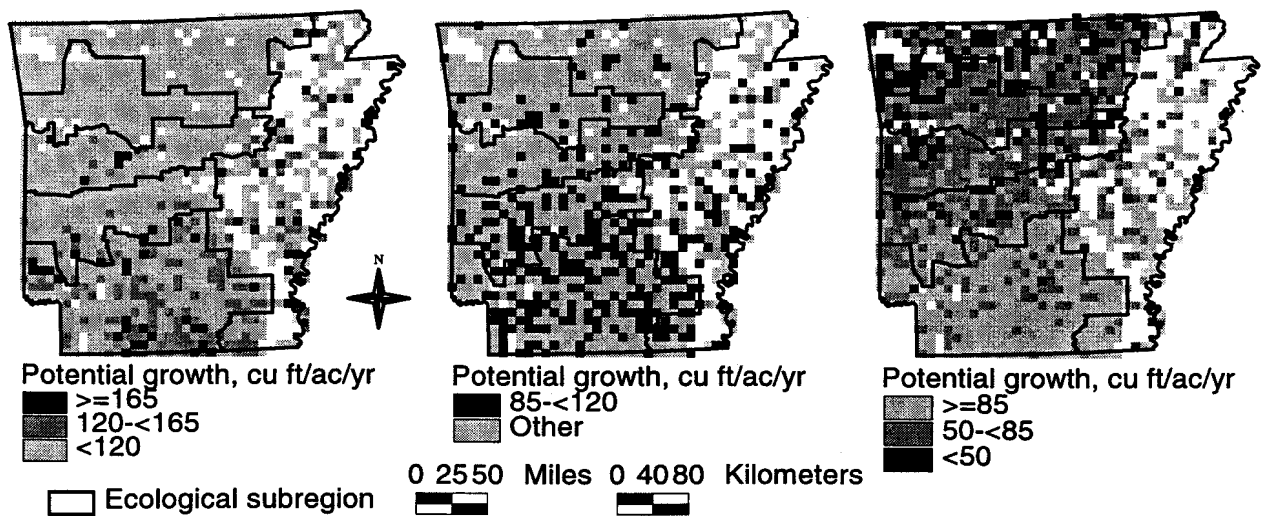 N
Potential growth, cu ft/ac/yr
>=165
120-<165
<120
Potential growth, cu ft/ac/yr
85-<120
Other
Potential growth, cu ft/ac/yr
>=85
50-<85
<50
Ecological subregion
0 25 50 Miles 0 40 80 Kilometers